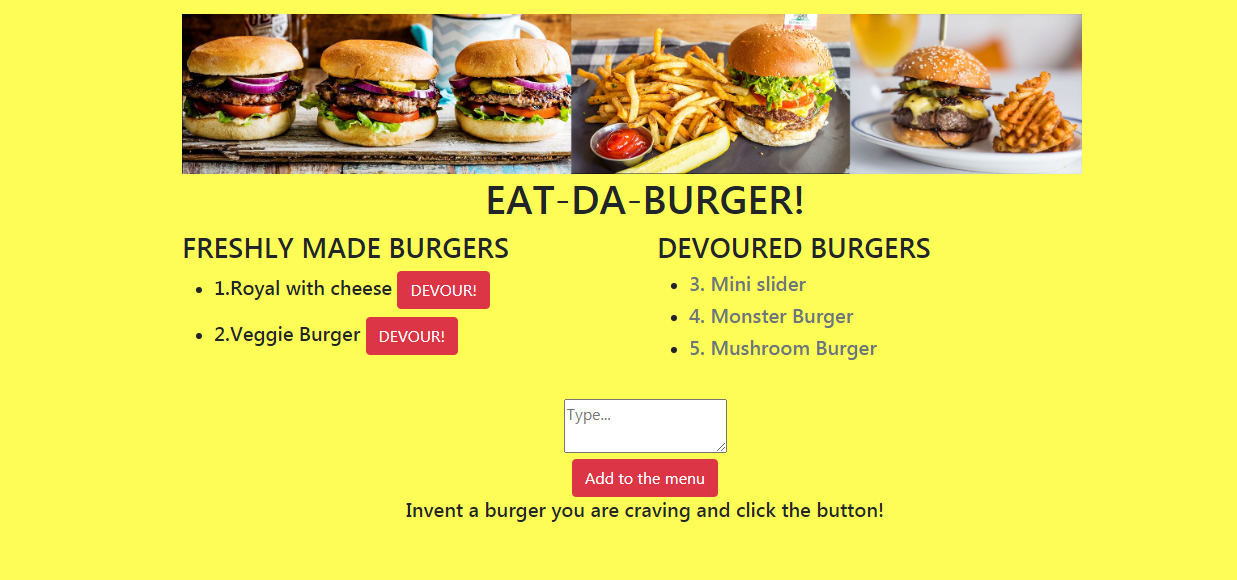 EAT-DA-BURGER!
FRESHLY MADE BURGERS
1.Royal with cheese DEVOUR!
2.Veggie Burger DEVOUR!
DEVOURED BURGERS
3. Mini slider
4. Monster Burger
5. Mushroom Burger
Type...
Add to the menu
Invent a burger you are craving and click the button!